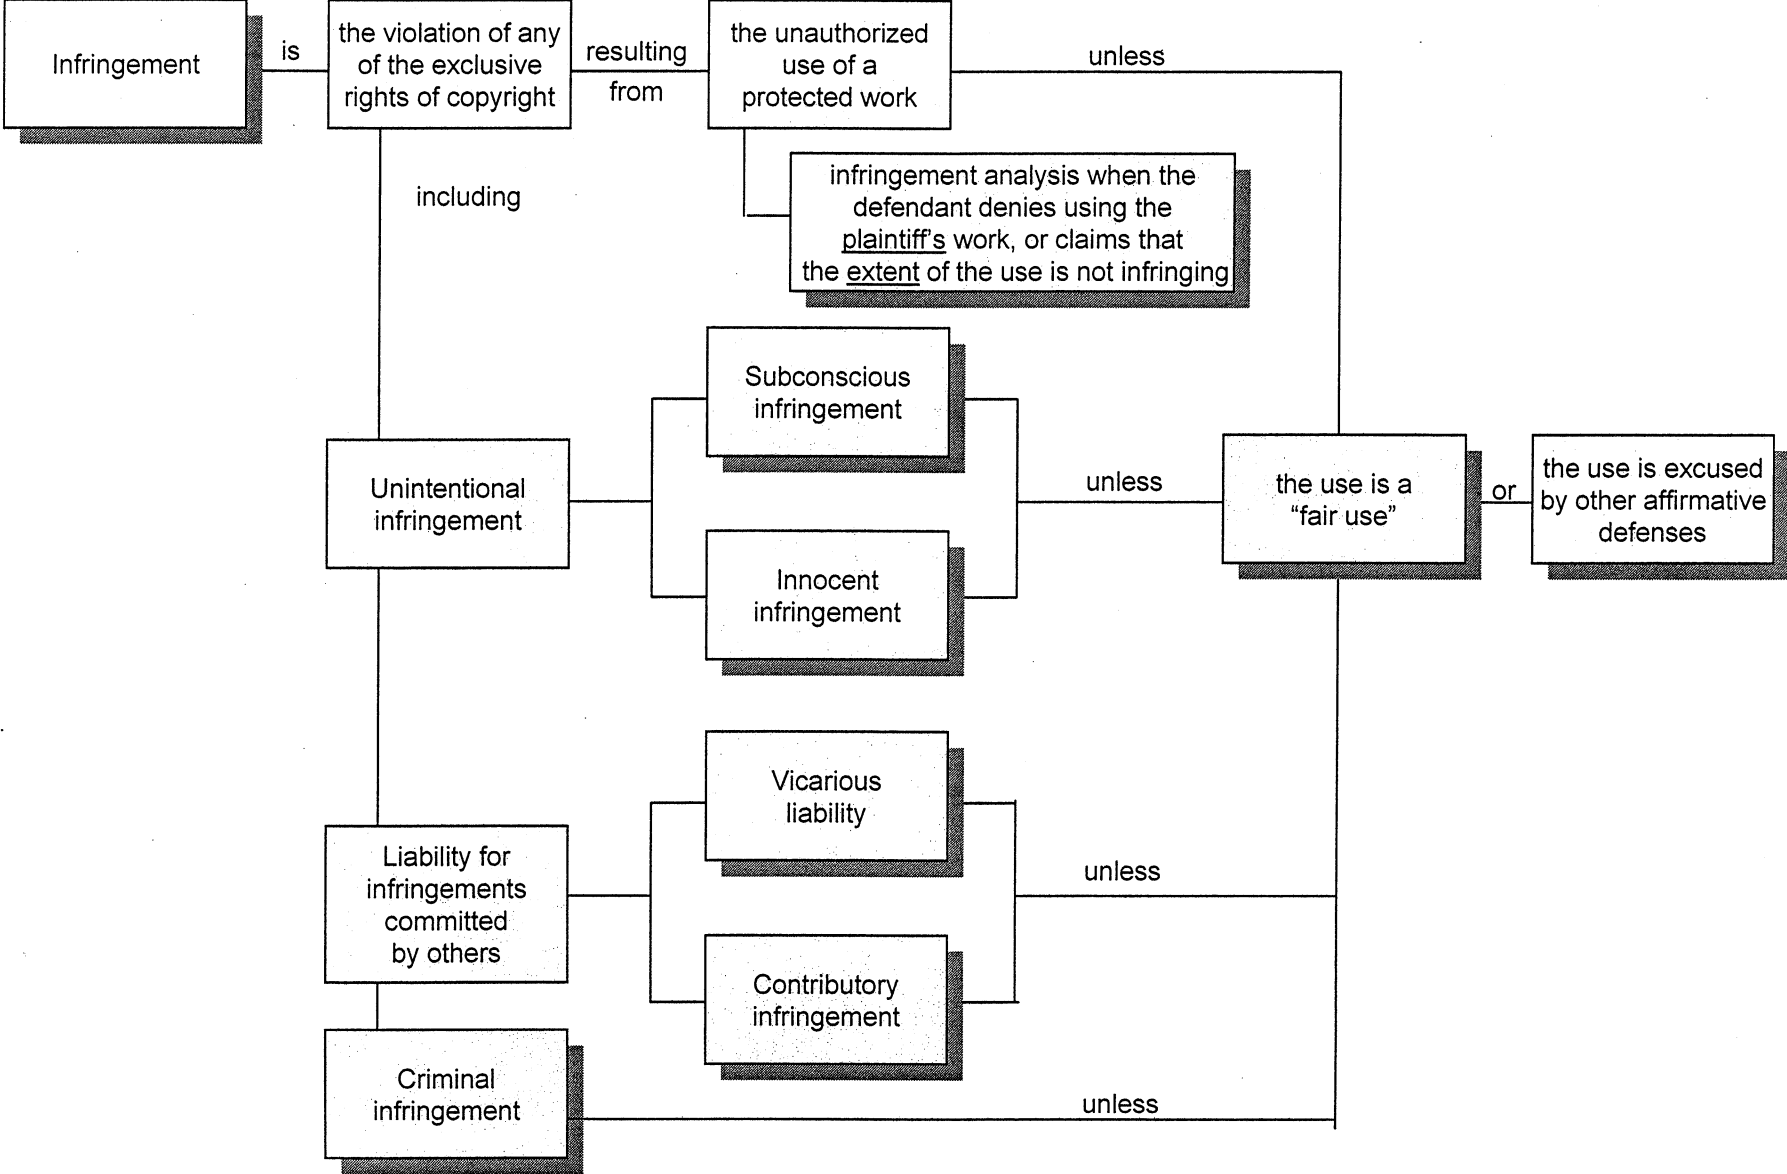 Infringement
is
the violation of any
of the exclusive
rights of copyright
resulting
from
the unauthorized
use of a
protected work
unless
including
infringement analysis when the
defendant denies using the
plaintiff's work, or claims that
the extent of the use is not infringing
Subconscious
infringement
Unintentional
infringement
unless
the use is a
“fair use”
or
the use is excused
by other affirmative
defenses
Innocent
infringement
Vicarious
liability
Liability for
infringements
committed
by others
unless
Contributory
infringement
Criminal
infringement
unless